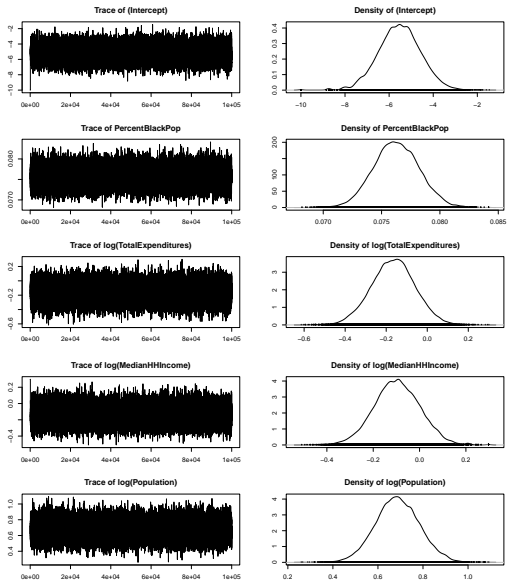 Trace of (Intercept)
Density of (Intercept)
−2
−4
−6
−8
−10
0e+00 2e+04 4e+04 6e+04 8e+04 1e+05
0.4
0.3
0.2
0.1
0.0
−10 −8 −6 −4 −2
Trace of PercentBlackPop
Density of PercentBlackPop
0.080
0.070
0e+00 2e+04 4e+04 6e+04 8e+04 1e+05
200
150
50
0
0.070 0.075 0.080 0.085
Trace of log(TotalExpenditures)
Density of log(TotalExpenditures)
0.2
−0.2
−0.6
0e+00 2e+04 4e+04 6e+04 8e+04 1e+05
3
2
1
0
−0.6 −0.4 −0.2 0.0 0.2
Trace of log(MedianHHIncome)
Density of log(MedianHHIncome)
0.2
0.0
−0.4
0e+00 2e+04 4e+04 6e+04 8e+04 1e+05
4
3
2
1
0
−0.4 −0.2 0.0 0.2
Trace of log(Population)
Density of log(Population)
1.0
0.8
0.6
0.4
0e+00 2e+04 4e+04 6e+04 8e+04 1e+05
4
3
2
1
0
0.2 0.4 0.6 0.8 1.0